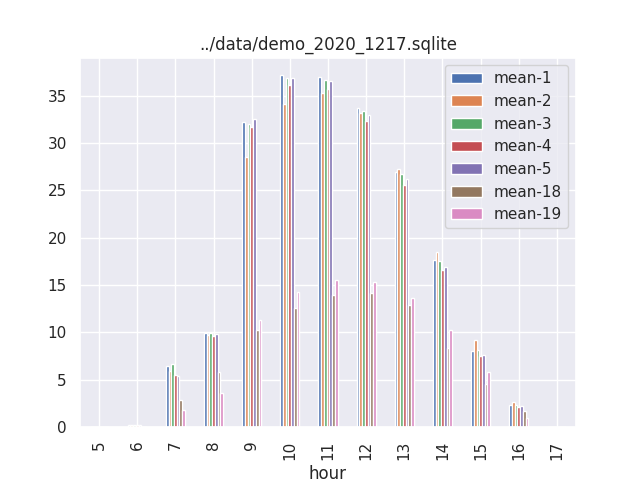 ../data/demo_2020_1217.sqlite
mean-1
mean-2
mean-3
mean-4
mean-5
mean-18
mean-19
35
30
25
20
15
10
5
0
5 6 7 8 9 10 11 12 13 14 15 16 17
hour